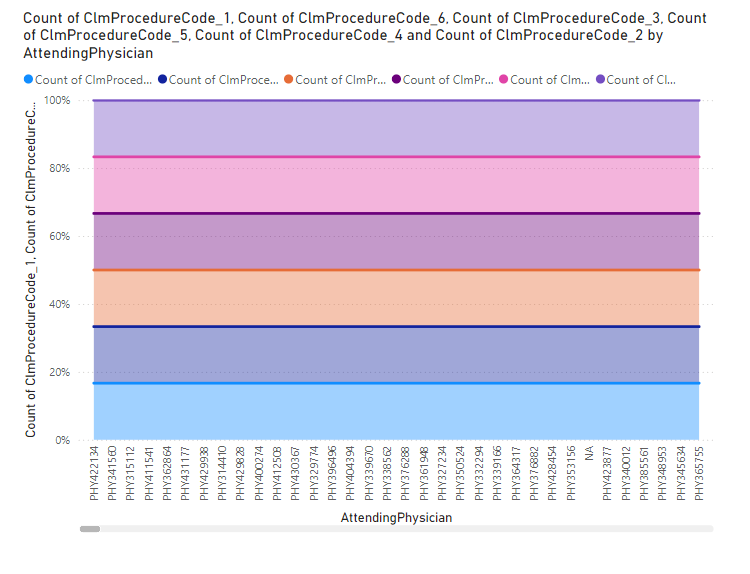 Count of ClmProcedureCode_1, Count of ClmProcedureCode_6, Count of ClmProcedureCode_3, Count
of ClmProcedureCode_5, Count of ClmProcedureCode_4 and Count of ClmProcedureCode_2 by
AttendingPhysician
Count of ClmProced... Count of ClmProce... Count of ClmPr... Count of ClmPr... Count of Clm... Count of Cl...
Count of ClmProcedureCode_1, Count of ClmProcedureC...
100%
80%
60%
40%
20%
0%
PHY422134
PHY341560
PHY315112
PHY411541
PHY362864
PHY431177
PHY429938
PHY314410
PHY429828
PHY400274
PHY412503
PHY430367
PHY329774
PHY396496
PHY404394
PHY339670
PHY338562
PHY376288
PHY361948
PHY327234
PHY350524
PHY332294
PHY339166
PHY364317
PHY376882
PHY428454
PHY353156
NA
PHY423877
PHY340012
PHY385561
PHY348953
PHY345634
PHY365755
AttendingPhysician